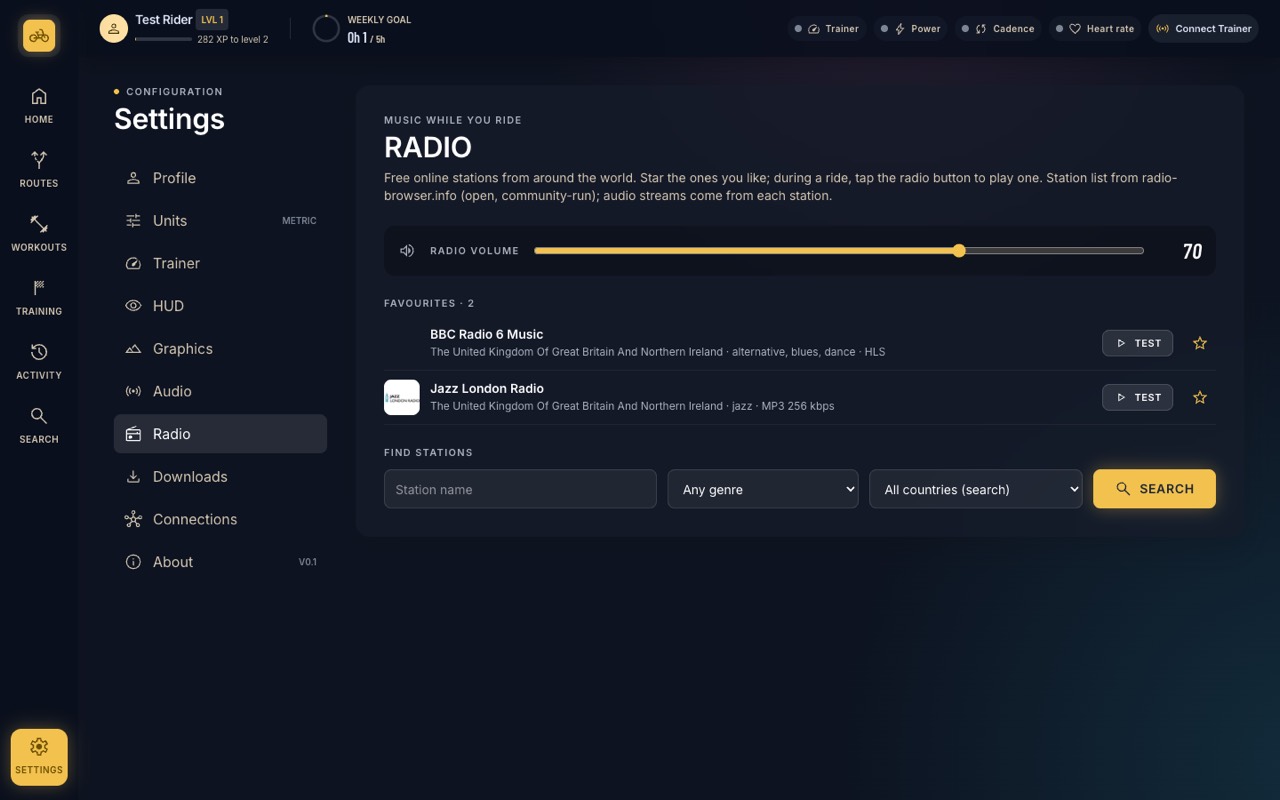 Test Rider LVL 1
282 XP to level 2
WEEKLY GOAL
0h 1 / 5h
Trainer
Power
Cadence
Heart rate
Connect Trainer
HOME
ROUTES
WORKOUTS
TRAINING
ACTIVITY
SEARCH
SETTINGS
CONFIGURATION
Settings
Profile
Units METRIC
Trainer
HUD
Graphics
Audio
Radio
Downloads
Connections
About V0.1
MUSIC WHILE YOU RIDE
RADIO
Free online stations from around the world. Star the ones you like; during a ride, tap the radio button to play one. Station list from radio-
browser.info (open, community-run); audio streams come from each station.
RADIO VOLUME 70
FAVOURITES · 2
BBC Radio 6 Music
The United Kingdom Of Great Britain And Northern Ireland · alternative, blues, dance · HLS
TEST
JAZZ
LONDON RADIO
Jazz London Radio
The United Kingdom Of Great Britain And Northern Ireland · jazz · MP3 256 kbps
TEST
FIND STATIONS
Station name
Any genre
All countries (search)
SEARCH